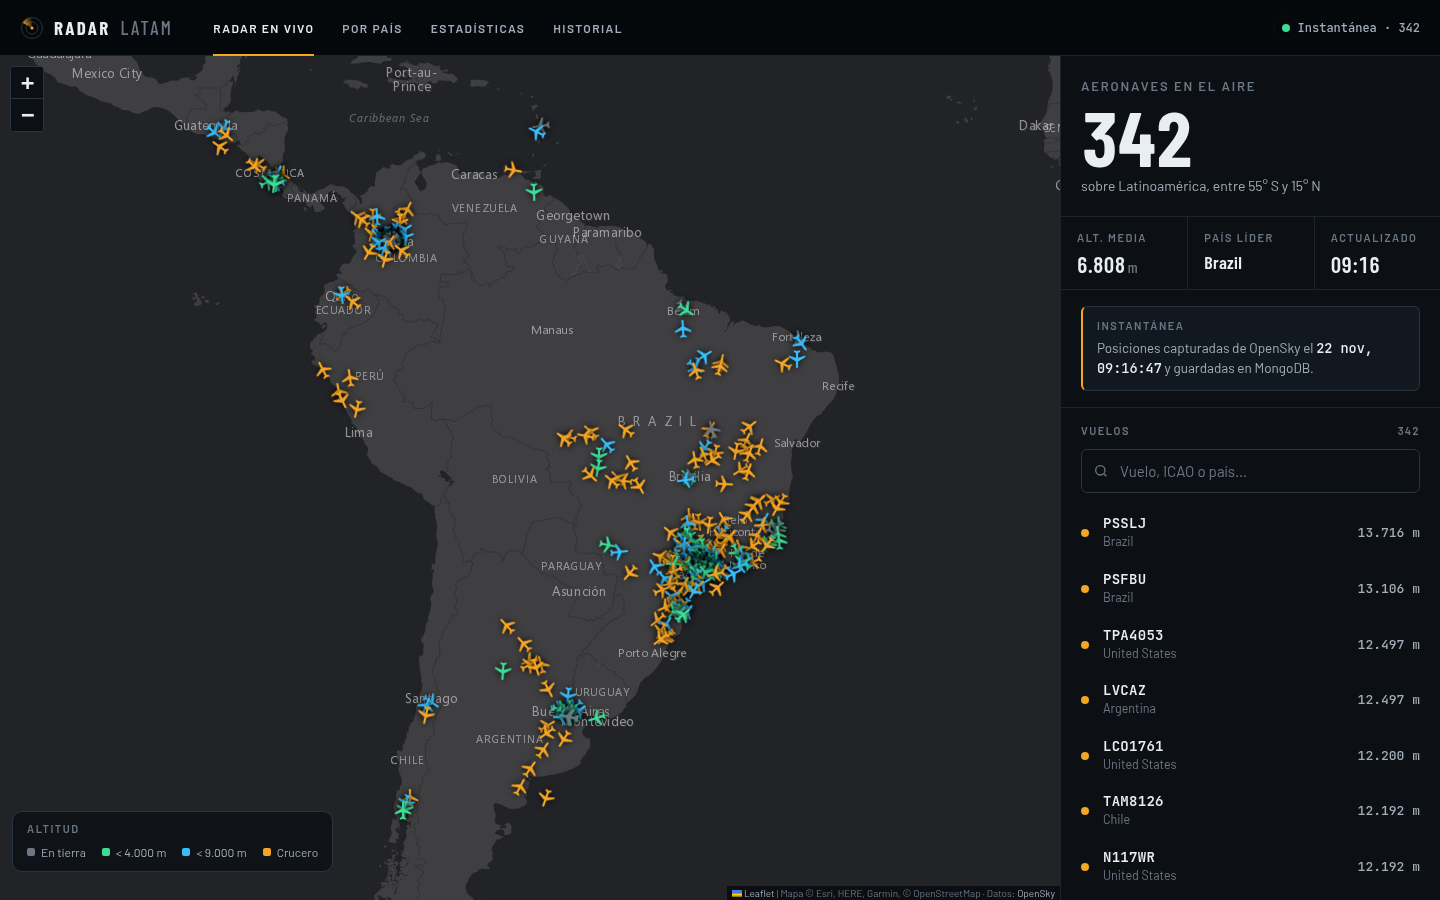 RADAR LATAM
RADAR EN VIVO
POR PAÍS
ESTADÍSTICAS
HISTORIAL
Instantánea · 342
+
−
Mexico City
Port-au-
Prince
Caribbean Sea
Dakar
Caracas
PANAMÁ
VENEZUELA
Georgetown
Paramaribo
GUYANA
COLOMBIA
ECUADOR
Manaus
PERÚ
Recife
BRAZIL
Lima
Salvador
BOLIVIA
PARAGUAY
Asunción
Porto Alegre
URUGUAY
Santiago
ARGENTINA
CHILE
ALTITUD
En tierra
< 4.000 m
< 9.000 m
Crucero
Leaflet | Mapa © Esri, HERE, Garmin, © OpenStreetMap · Datos: OpenSky
AERONAVES EN EL AIRE
342
sobre Latinoamérica, entre 55° S y 15° N
ALT. MEDIA
6.808 m
PAÍS LÍDER
Brazil
ACTUALIZADO
09:16
INSTANTÁNEA
Posiciones capturadas de OpenSky el 22 nov,
09:16:47 y guardadas en MongoDB.
VUELOS
342
Vuelo, ICAO o país...
PSSLJ
Brazil
13.716 m
PSFBU
Brazil
13.106 m
TPA4053
United States
12.497 m
LVCAZ
Argentina
12.497 m
LCO1761
United States
12.200 m
TAM8126
Chile
12.192 m
N117WR
United States
12.192 m